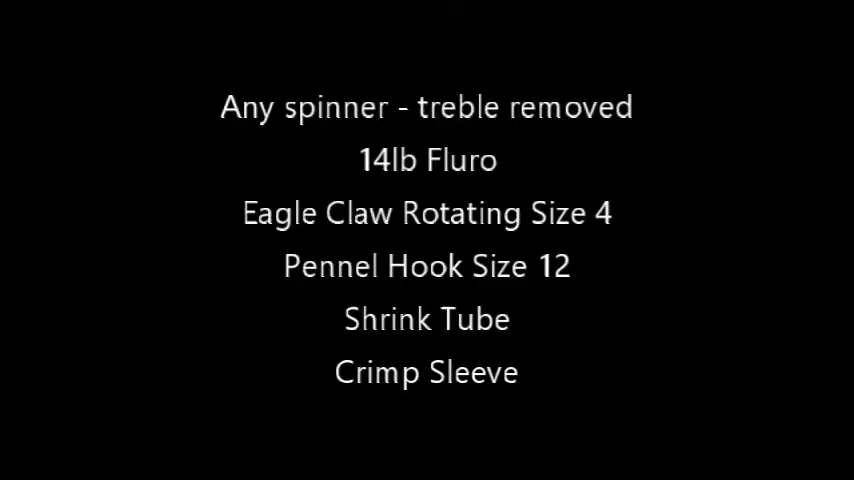 Any spinner - treble removed
14lb Fluro
Eagle Claw Rotating Size 4
Pennel Hook Size 12
Shrink Tube
Crimp Sleeve